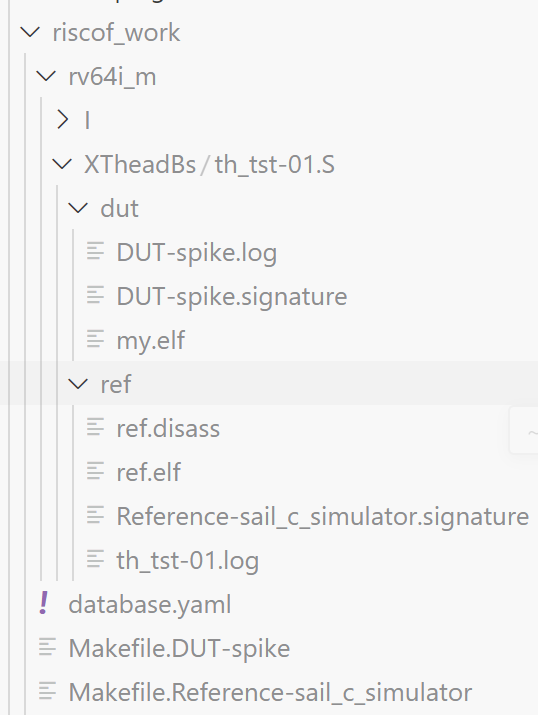 riscof_work
rv64i_m
I
XTheadBs/th_tst-01.S
dut
DUT-spike.log
DUT-spike.signature
my.elf
ref
ref.disass
ref.elf
Reference-sail_c_simulator.signature
th_tst-01.log
! database.yaml
Makefile.DUT-spike
Makefile.Reference-sail_c_simulator